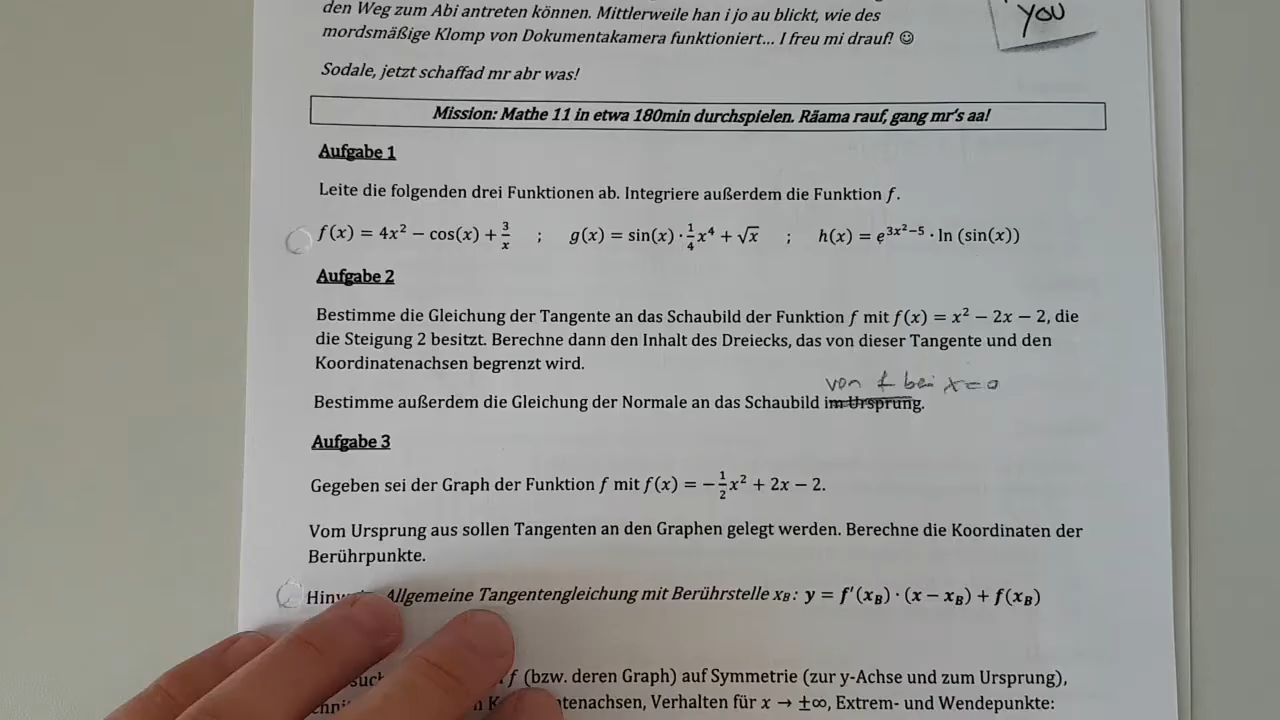 den Weg zum Abi antreten können. Mittlerweile han i jo au blickt, wie des
YOU
mordsmäßige Klomp von Dokumentakamera funktioniert... I freu mi drauf! ☺
Sodale, jetzt schaffad mr abr was!
Mission: Mathe 11 in etwa 180min durchspielen. Räama rauf, gang mr's aa!
Aufgabe 1
Leite die folgenden drei Funktionen ab. Integriere außerdem die Funktion f.
f(x) = 4x² − cos(x) + 3/x ; g(x) = sin(x) · 1/4 x⁴ + √x ; h(x) = e^(3x²−5) · ln (sin(x))
Aufgabe 2
Bestimme die Gleichung der Tangente an das Schaubild der Funktion f mit f(x) = x² − 2x − 2, die
die Steigung 2 besitzt. Berechne dann den Inhalt des Dreiecks, das von dieser Tangente und den
Koordinatenachsen begrenzt wird.
von f bei x=0
Bestimme außerdem die Gleichung der Normale an das Schaubild im Ursprung.
Aufgabe 3
Gegeben sei der Graph der Funktion f mit f(x) = −1/2 x² + 2x − 2.
Vom Ursprung aus sollen Tangenten an den Graphen gelegt werden. Berechne die Koordinaten der
Berührpunkte.
Allgemeine Tangentengleichung mit Berührstelle x_B: y = f′(x_B) · (x − x_B) + f(x_B)
f (bzw. deren Graph) auf Symmetrie (zur y-Achse und zum Ursprung),
Verhalten für x → ±∞, Extrem- und Wendepunkte: